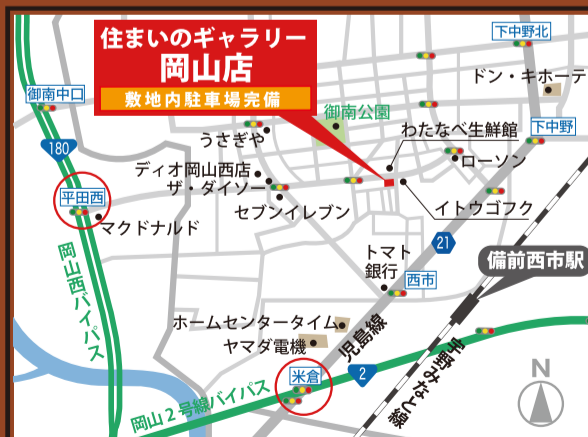 住まいのギャラリー
岡山店
敷地内駐車場完備
下中野北
ドン・キホーテ
御南中口
御南公園
うさぎや
わたなべ生鮮館
下中野
180
ディオ岡山西店
ローソン
ザ・ダイソー
平田西
セブンイレブン
イトウゴフク
マクドナルド
21
トマト
銀行
西市
備前西市駅
岡山西バイパス
ホームセンタータイム
ヤマダ電機
児島線
宇野みなと線
米倉
2
岡山2号線バイパス
N